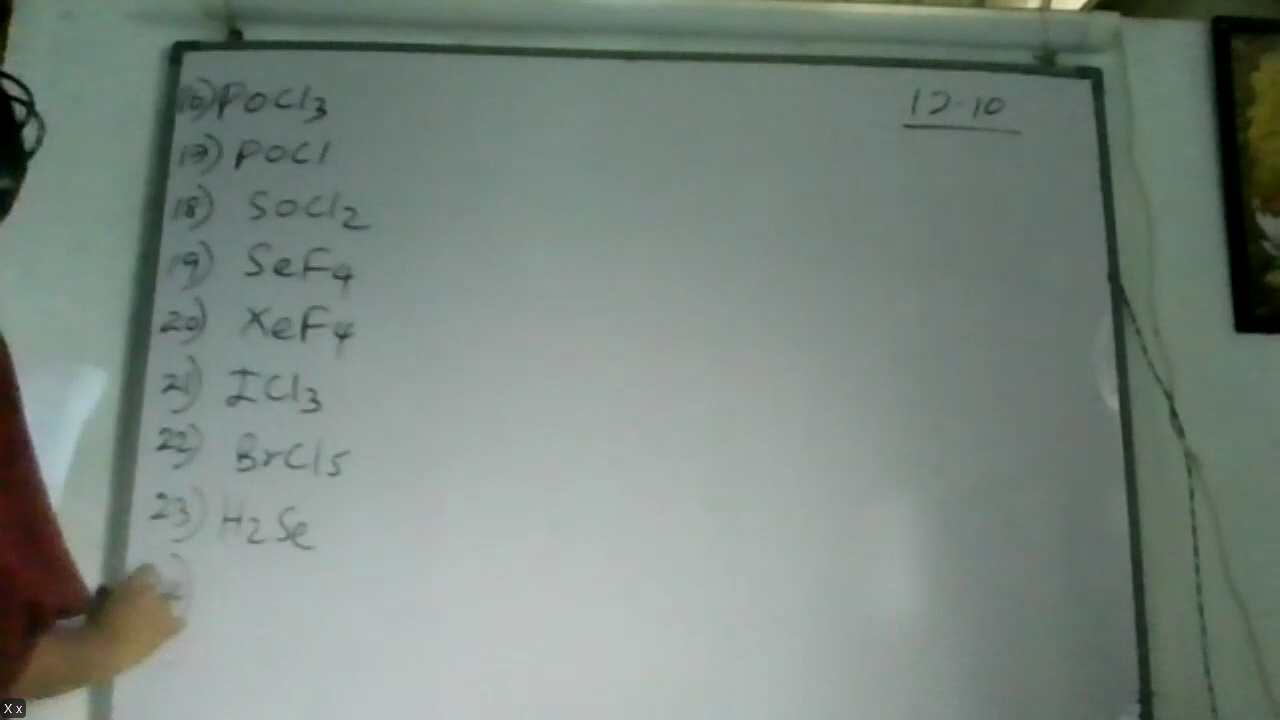 16) POCl3
12.10
17) POCl
18) SOCl2
19) SeF4
20) XeF4
21) ICl3
22) BrCl5
23) H2Se
X x